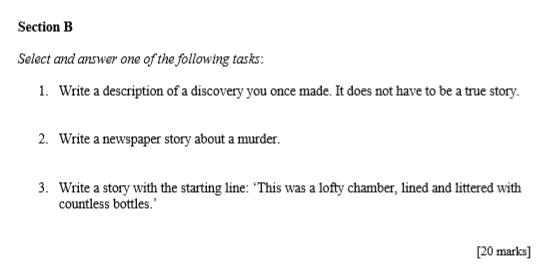 Section B
Select and answer one of the following tasks:
1. Write a description of a discovery you once made. It does not have to be a true story.
2. Write a newspaper story about a murder.
3. Write a story with the starting line: ‘This was a lofty chamber, lined and littered with
countless bottles.’
[20 marks]